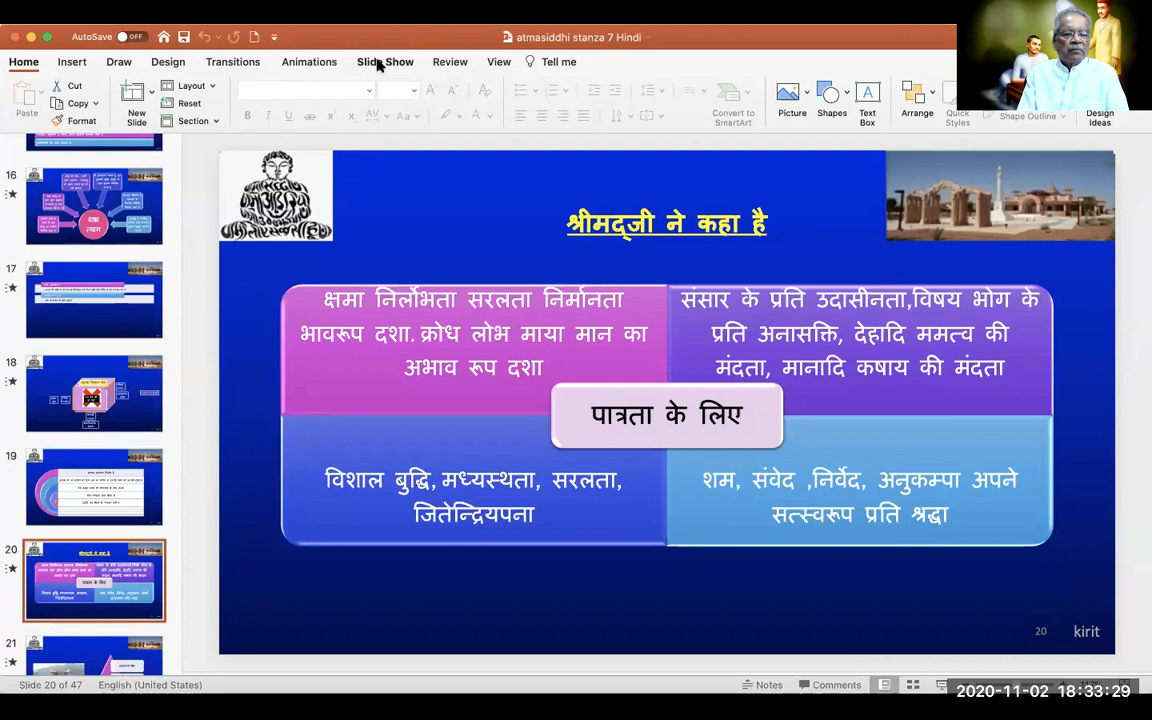 AutoSave OFF
atmasiddhi stanza 7 Hindi
Home Insert Draw Design Transitions Animations Slide Show Review View Tell me
Paste
Cut
Copy
Format
New Slide
Layout
Reset
Section
Convert to SmartArt
Picture
Shapes
Text Box
Arrange
Quick Styles
Shape Outline
Design Ideas
16
17
18
19
20
21
श्रीमद्जी ने कहा है
क्षमा निर्लोभता सरलता निर्मानता
भावरूप दशा. क्रोध लोभ माया मान का
अभाव रूप दशा
संसार के प्रति उदासीनता,विषय भोग के
प्रति अनासक्ति, देहादि ममत्व की
मंदता, मानादि कषाय की मंदता
पात्रता के लिए
विशाल बुद्धि, मध्यस्थता, सरलता,
जितेन्द्रियपना
शम, संवेद ,निर्वेद, अनुकम्पा अपने
सत्स्वरूप प्रति श्रद्धा
20 kirit
Slide 20 of 47 English (United States)
Notes Comments
2020-11-02 18:33:29